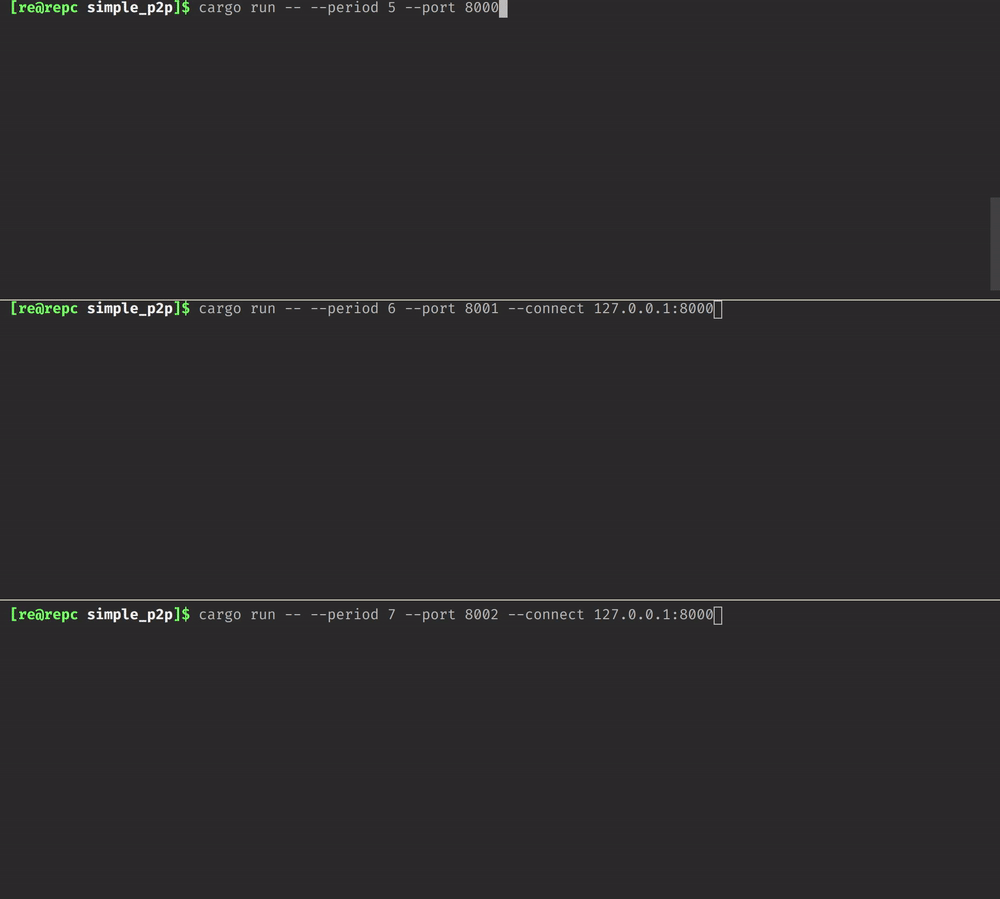 [re@repc simple_p2p]$ cargo run -- --period 5 --port 8000
[re@repc simple_p2p]$ cargo run -- --period 6 --port 8001 --connect 127.0.0.1:8000
[re@repc simple_p2p]$ cargo run -- --period 7 --port 8002 --connect 127.0.0.1:8000